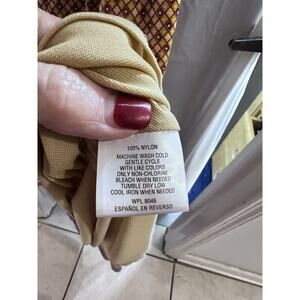 100% NYLON
MACHINE WASH COLD
GENTLE CYCLE
WITH LIKE COLORS
ONLY NON-CHLORINE
BLEACH WHEN NEEDED
TUMBLE DRY LOW
COOL IRON WHEN NEEDED
WPL 8046
ESPAÑOL EN REVERSO